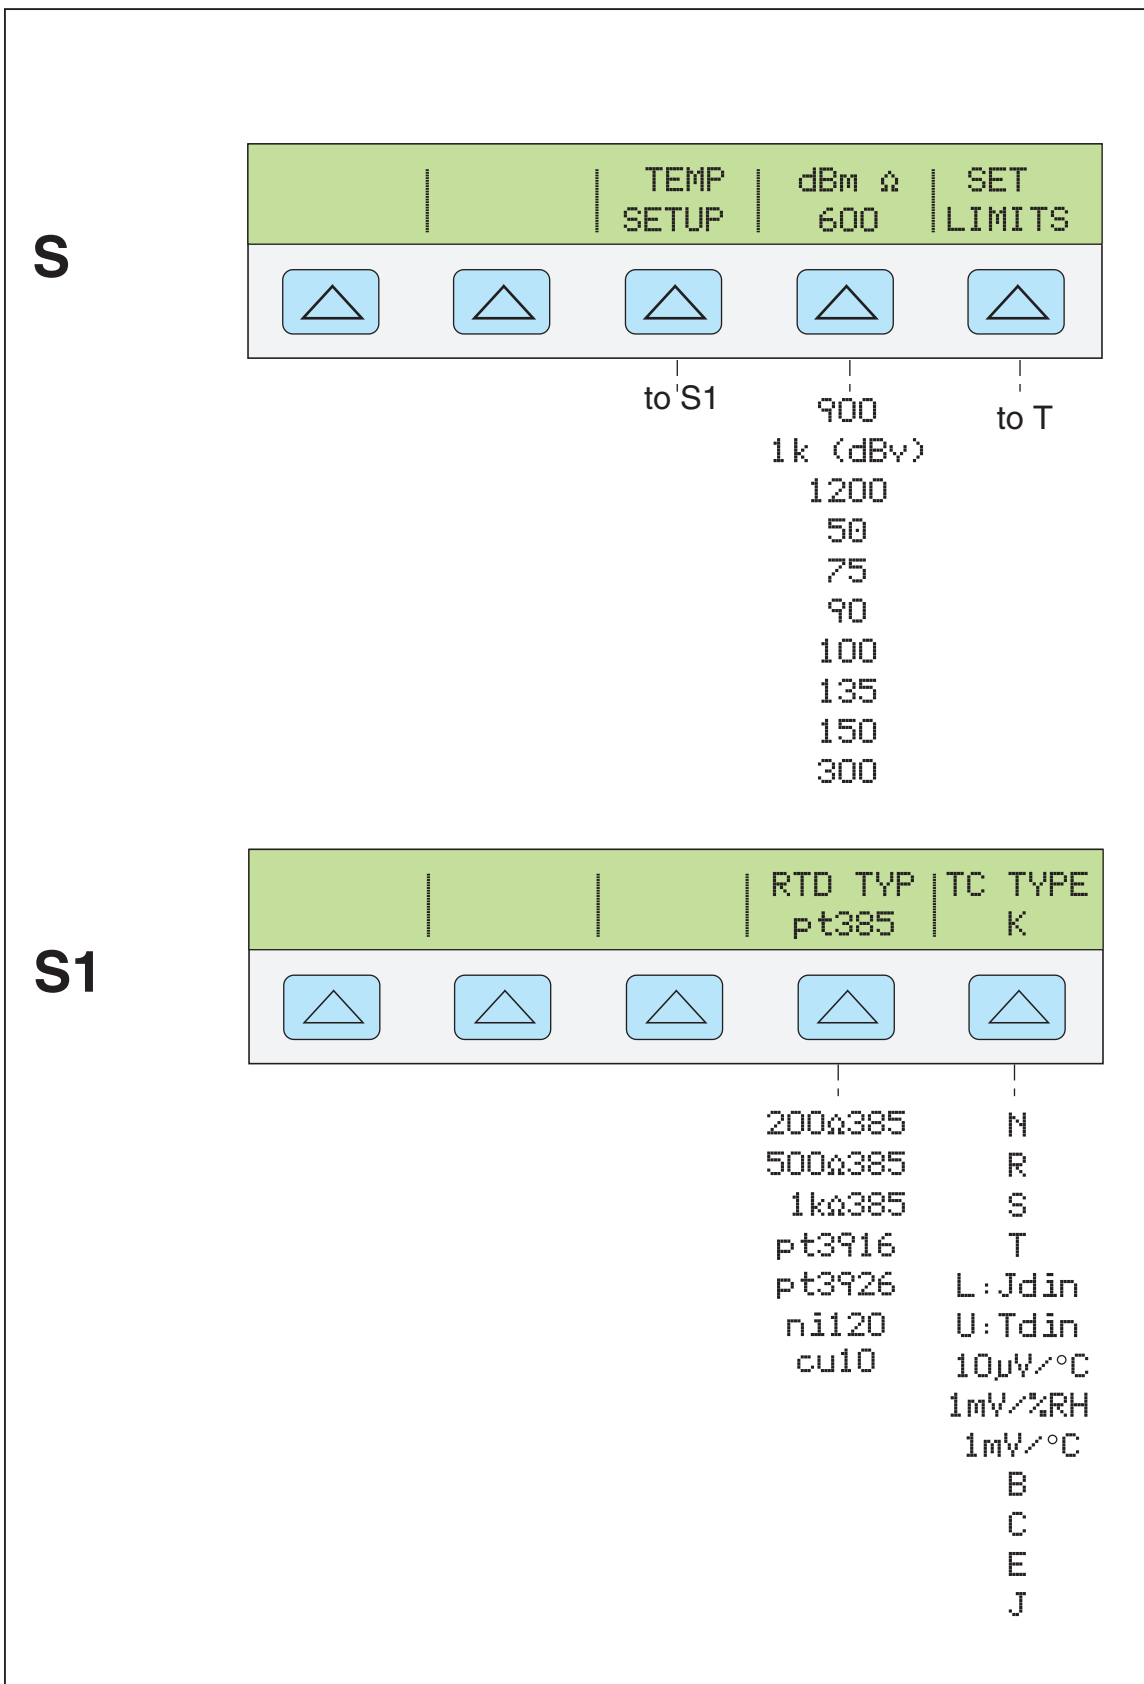 S
TEMP SETUP
dBm Ω 600
SET LIMITS
to S1
900
1k (dBv)
1200
50
75
90
100
135
150
300
to T
S1
RTD TYP pt385
TC TYPE K
200Ω385
500Ω385
1kΩ385
pt3916
pt3926
ni120
cu10
N
R
S
T
L:Jdin
U:Tdin
10µV/°C
1mV/%RH
1mV/°C
B
C
E
J